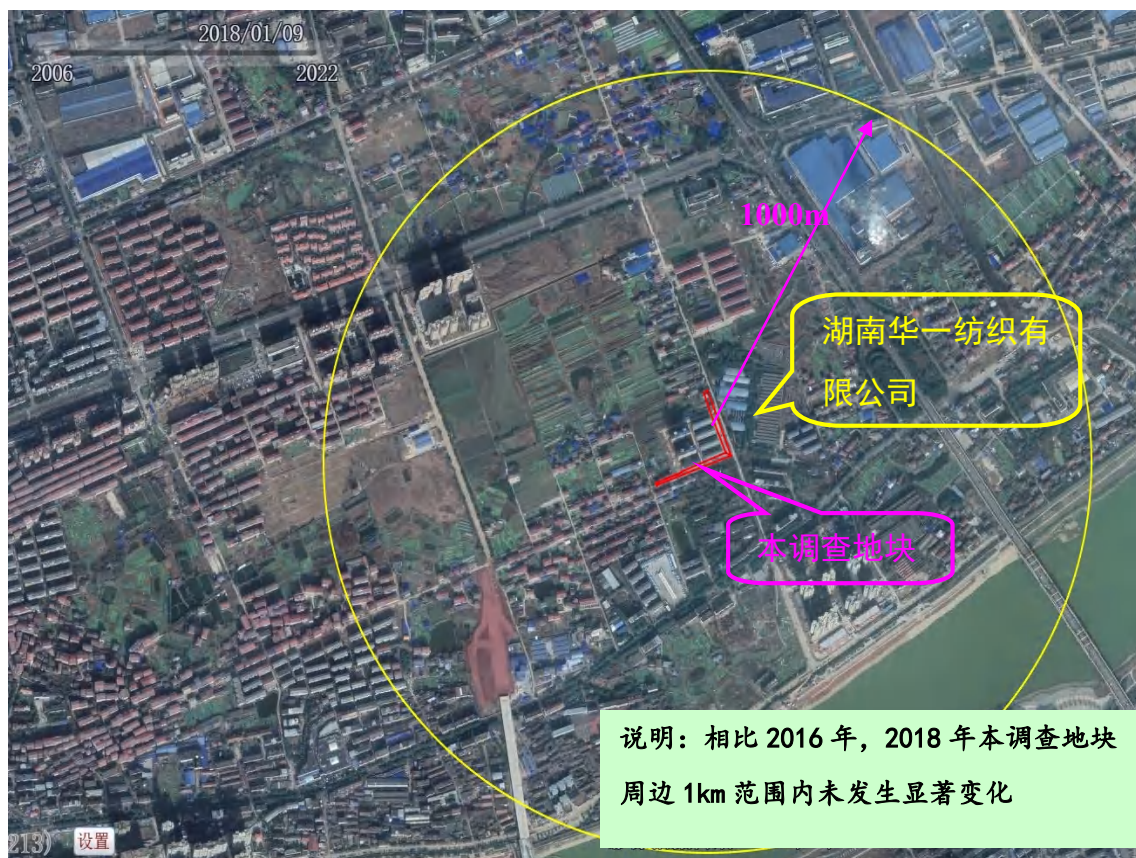 2018/01/09
2006
2022
1000m
湖南华一纺织有
限公司
本调查地块
说明：相比 2016 年，2018 年本调查地块
周边 1km 范围内未发生显著变化
213)
设置